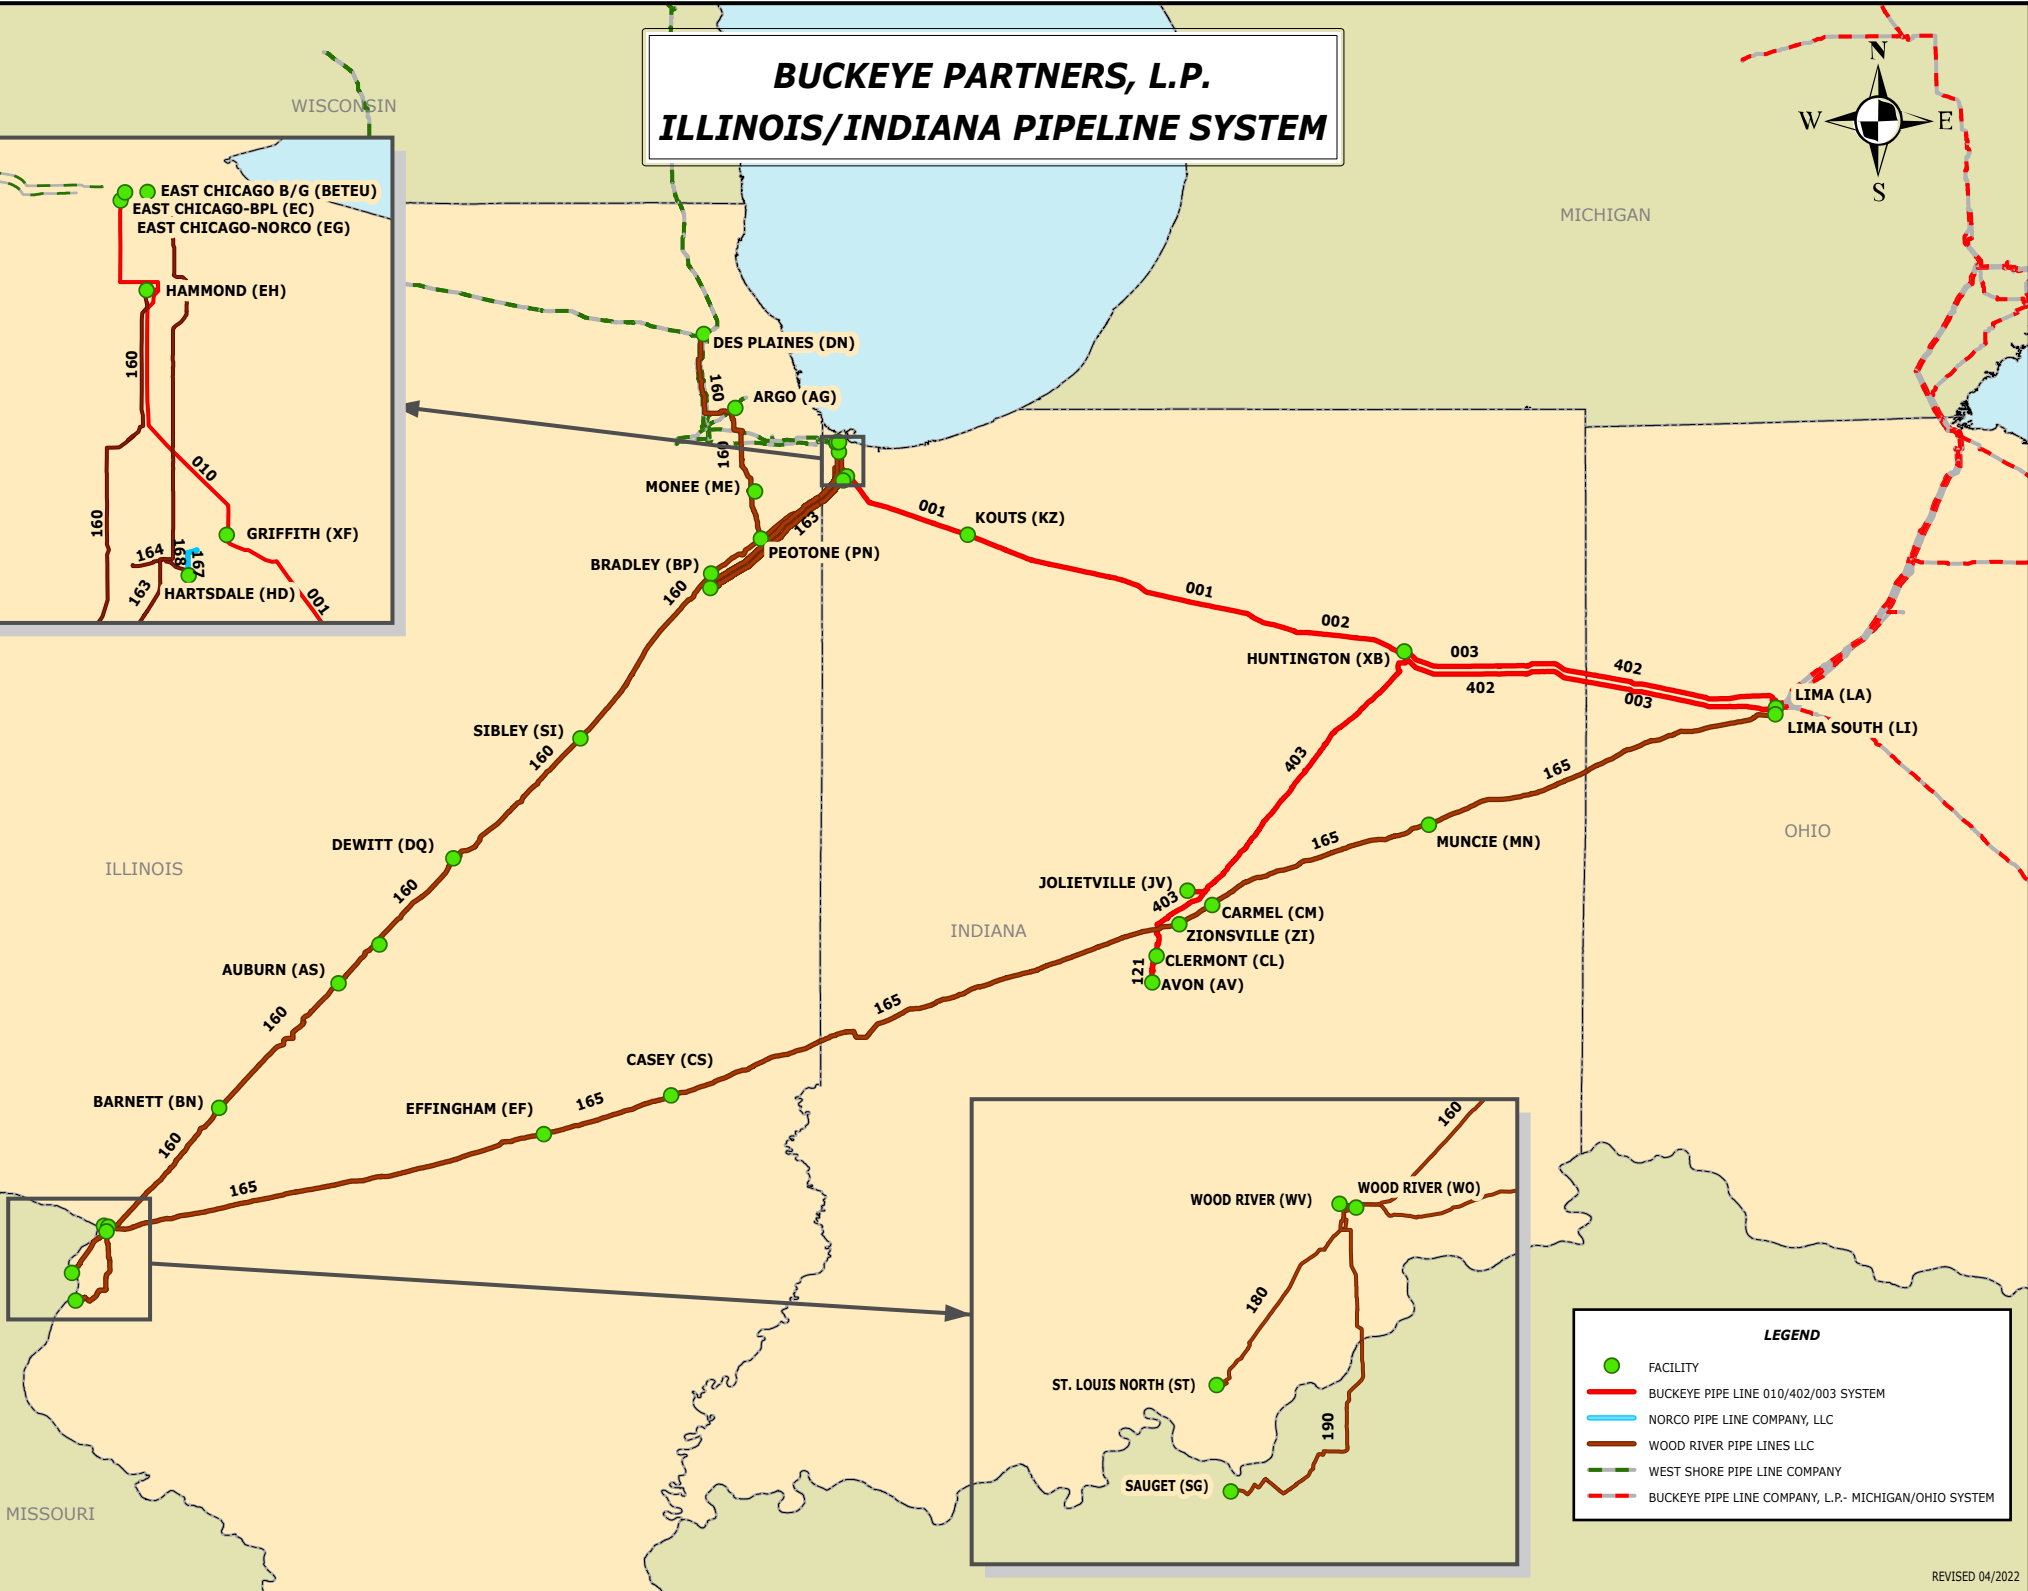 BUCKEYE PARTNERS, L.P.
ILLINOIS/INDIANA PIPELINE SYSTEM
N
W
E
S
WISCONSIN
MICHIGAN
EAST CHICAGO B/G (BETEU)
EAST CHICAGO-BPL (EC)
EAST CHICAGO-NORCO (EG)
HAMMOND (EH)
160
010
160
GRIFFITH (XF)
164
168
167
163
HARTSDALE (HD)
001
DES PLAINES (DN)
160
ARGO (AG)
160
MONEE (ME)
163
PEOTONE (PN)
BRADLEY (BP)
160
001
KOUTS (KZ)
001
002
HUNTINGTON (XB)
003
402
402
003
LIMA (LA)
LIMA SOUTH (LI)
SIBLEY (SI)
160
403
165
DEWITT (DQ)
160
ILLINOIS
OHIO
165
MUNCIE (MN)
JOLIETVILLE (JV)
403
CARMEL (CM)
ZIONSVILLE (ZI)
INDIANA
CLERMONT (CL)
121
AVON (AV)
AUBURN (AS)
160
165
CASEY (CS)
BARNETT (BN)
EFFINGHAM (EF)
165
160
165
160
WOOD RIVER (WV)
WOOD RIVER (WO)
180
ST. LOUIS NORTH (ST)
190
SAUGET (SG)
MISSOURI
LEGEND
FACILITY
BUCKEYE PIPE LINE 010/402/003 SYSTEM
NORCO PIPE LINE COMPANY, LLC
WOOD RIVER PIPE LINES LLC
WEST SHORE PIPE LINE COMPANY
BUCKEYE PIPE LINE COMPANY, L.P.- MICHIGAN/OHIO SYSTEM
REVISED 04/2022